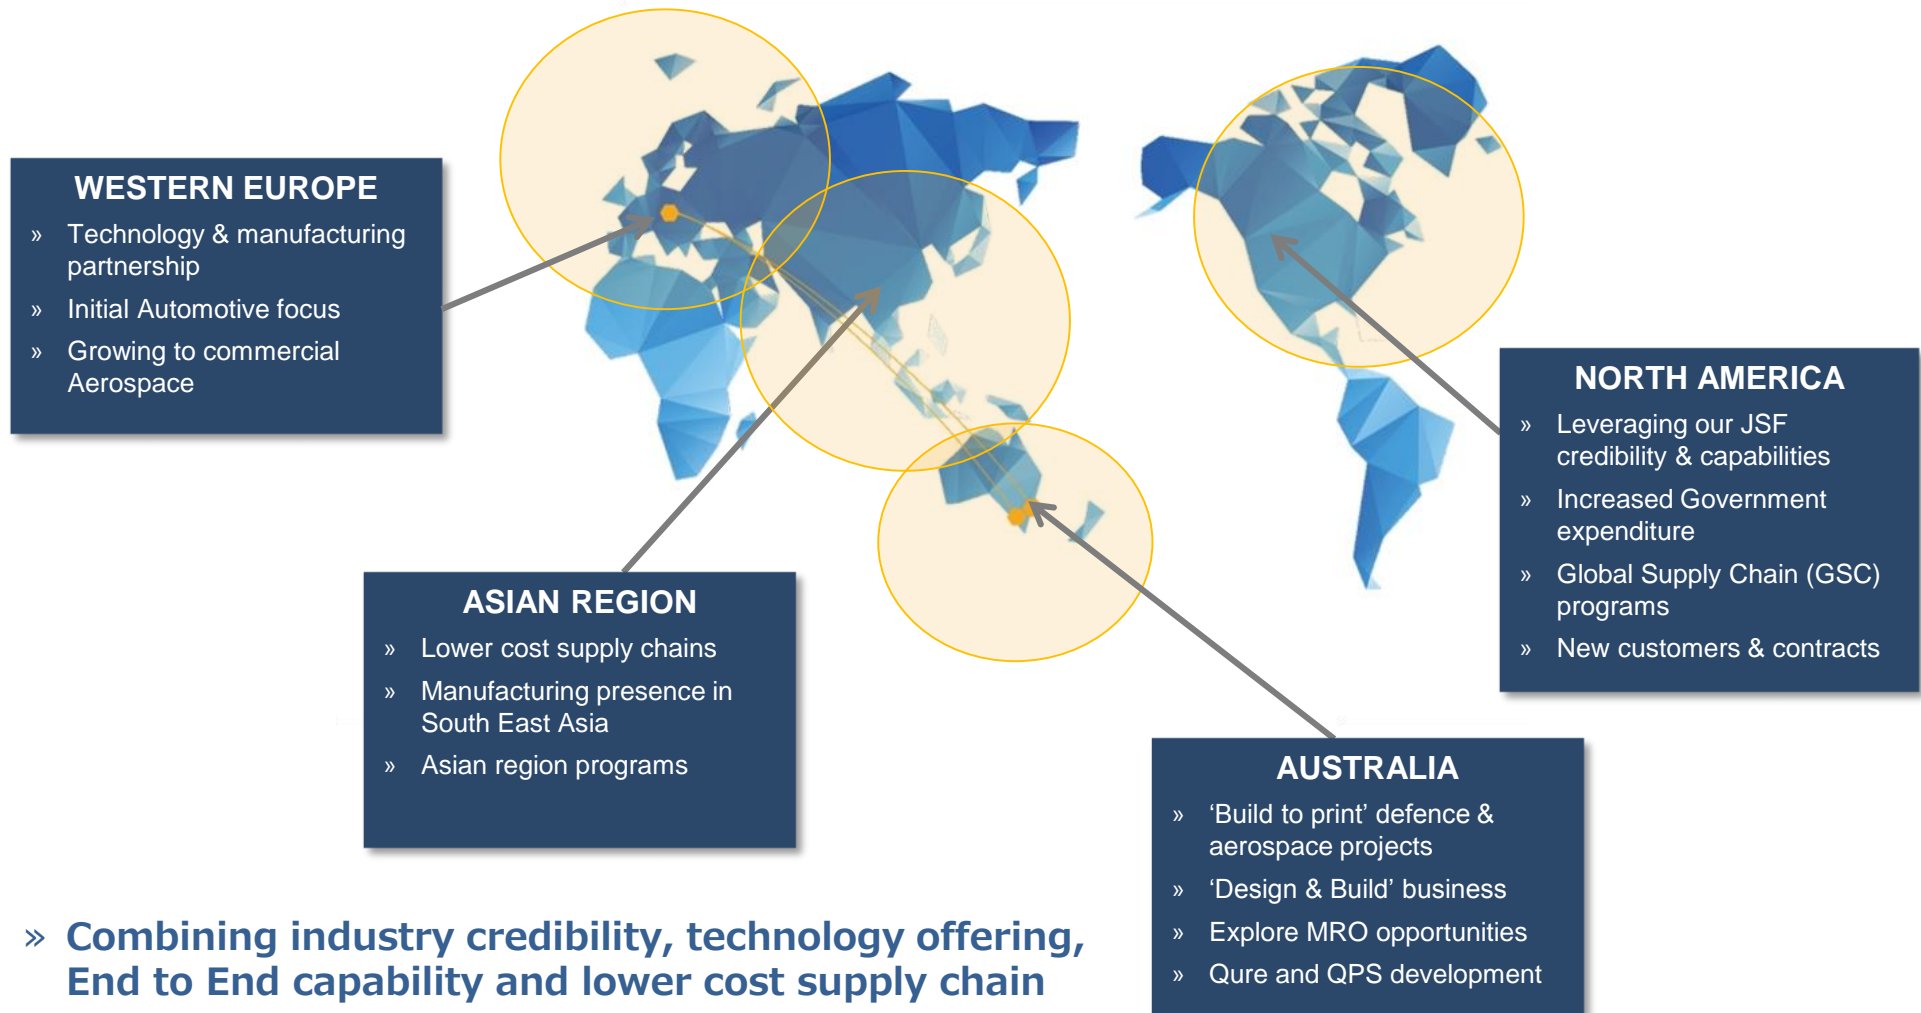 WESTERN EUROPE
» Technology & manufacturing
partnership
» Initial Automotive focus
» Growing to commercial
Aerospace
NORTH AMERICA
» Leveraging our JSF
credibility & capabilities
» Increased Government
expenditure
» Global Supply Chain (GSC)
programs
» New customers & contracts
ASIAN REGION
» Lower cost supply chains
» Manufacturing presence in
South East Asia
» Asian region programs
AUSTRALIA
» ‘Build to print’ defence &
aerospace projects
» ‘Design & Build’ business
» Explore MRO opportunities
» Qure and QPS development
» Combining industry credibility, technology offering,
End to End capability and lower cost supply chain